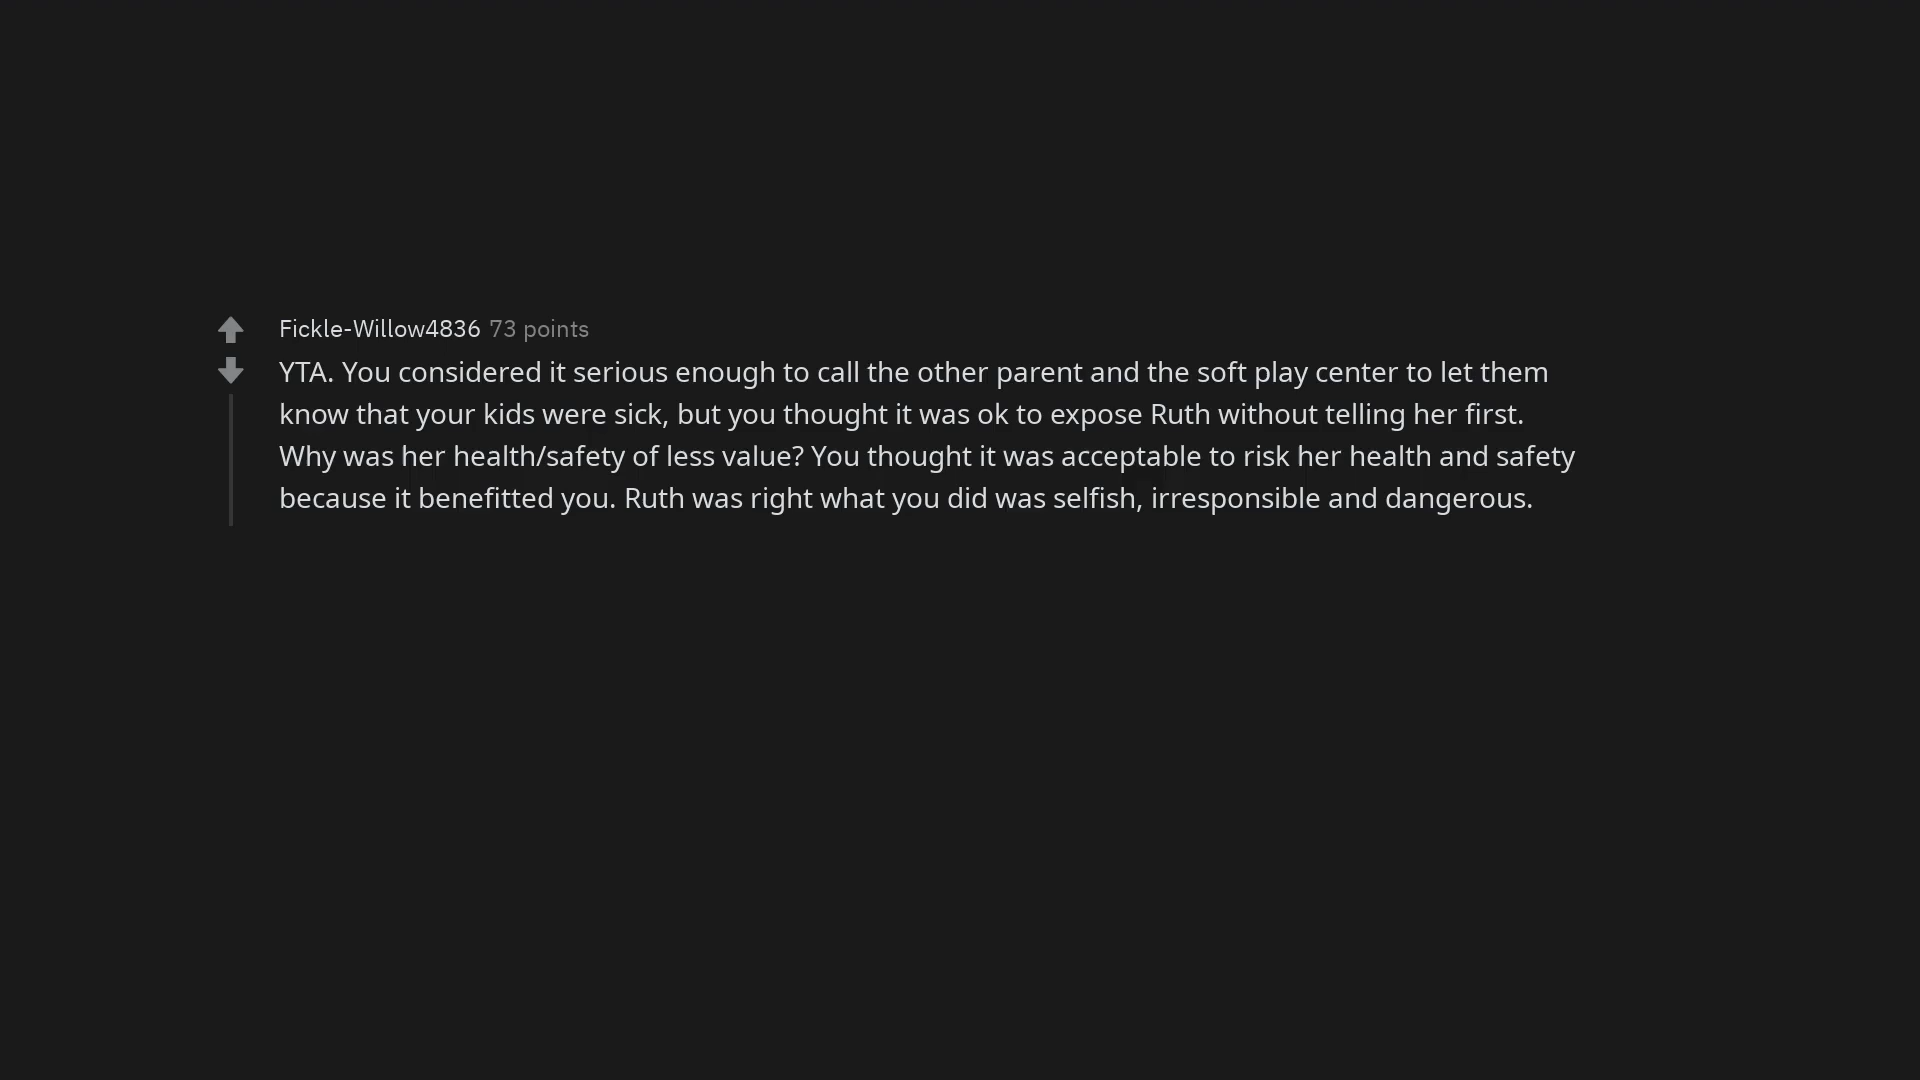 Fickle-Willow4836 73 points
YTA. You considered it serious enough to call the other parent and the soft play center to let them
know that your kids were sick, but you thought it was ok to expose Ruth without telling her first.
Why was her health/safety of less value? You thought it was acceptable to risk her health and safety
because it benefitted you. Ruth was right what you did was selfish, irresponsible and dangerous.